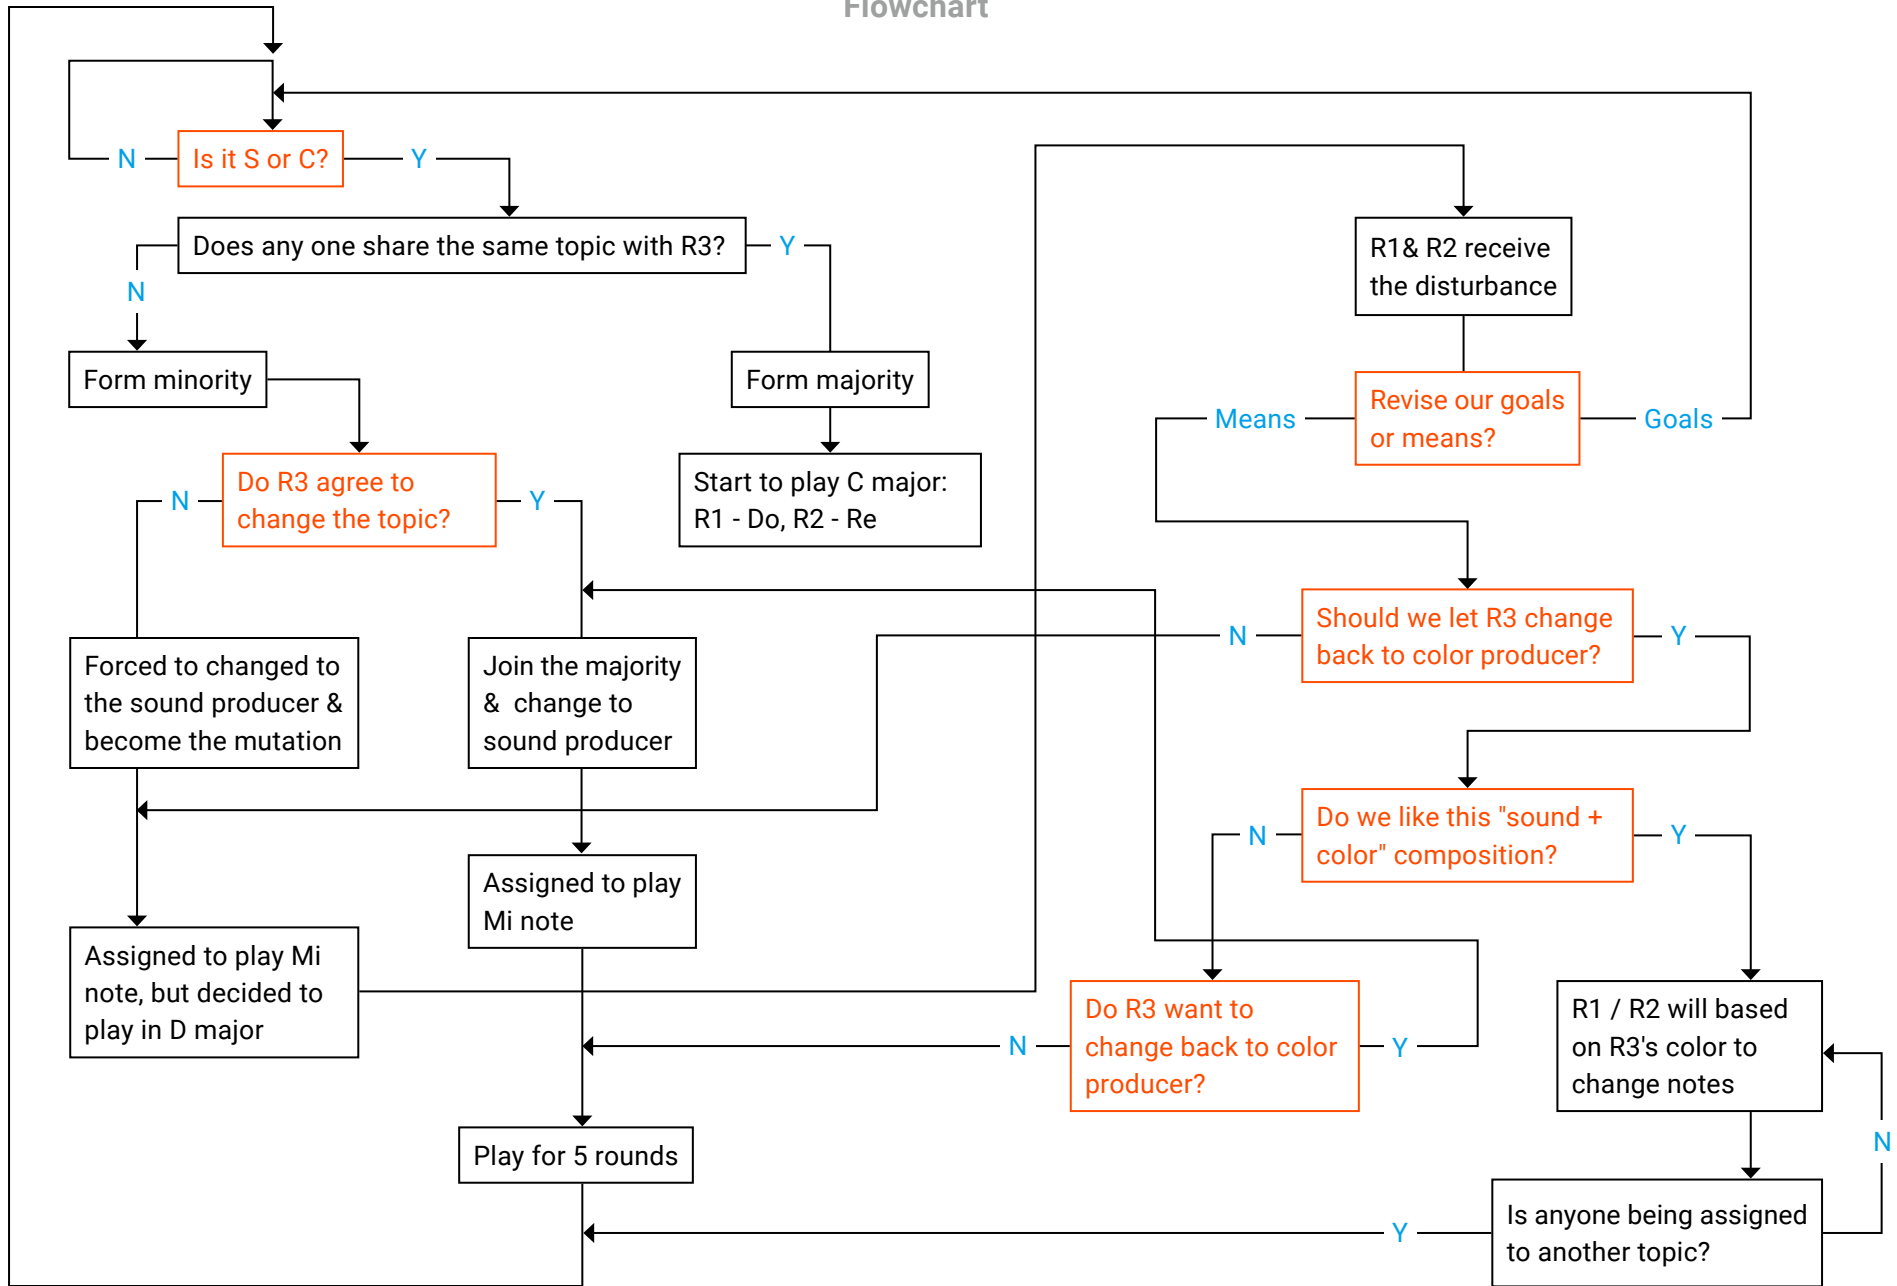 Flowchart
N
Is it S or C?
Y
Does any one share the same topic with R3?
Y
N
R1& R2 receive
the disturbance
Form minority
Form majority
Means
Revise our goals
or means?
Goals
N
Do R3 agree to
change the topic?
Y
Start to play C major:
R1 - Do, R2 - Re
N
Should we let R3 change
back to color producer?
Y
Forced to changed to
the sound producer &
become the mutation
Join the majority
& change to
sound producer
N
Do we like this "sound +
color" composition?
Y
Assigned to play
Mi note
Assigned to play Mi
note, but decided to
play in D major
N
Do R3 want to
change back to color
producer?
Y
R1 / R2 will based
on R3's color to
change notes
N
Play for 5 rounds
Y
Is anyone being assigned
to another topic?